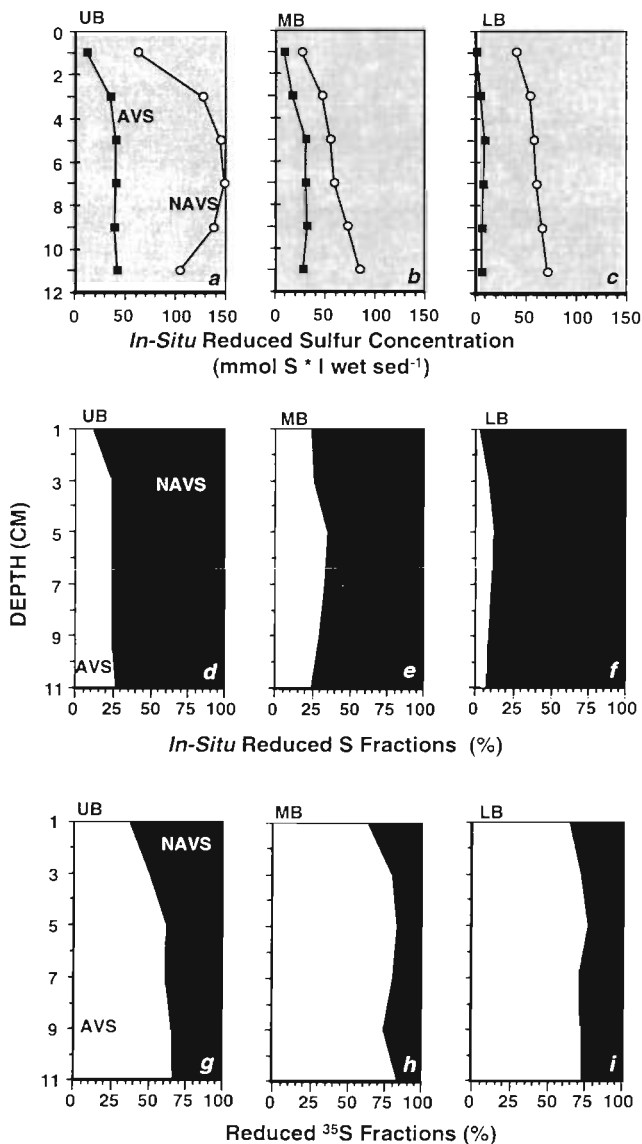 UB MB LB
0
2
4
6
8
10
12
AVS
NAVS
a b c
0 50 100 150 0 50 100 150 0 50 100 150
In-Situ Reduced Sulfur Concentration
(mmol S * l wet sed⁻¹)
UB MB LB
DEPTH (CM)
1
3
5
7
9
11
NAVS
AVS
d e f
0 25 50 75 100 0 25 50 75 100 0 25 50 75 100
In-Situ Reduced S Fractions (%)
UB MB LB
1
3
5
7
9
11
NAVS
AVS
g h i
0 25 50 75 100 0 25 50 75 100 0 25 50 75 100
Reduced ³⁵S Fractions (%)